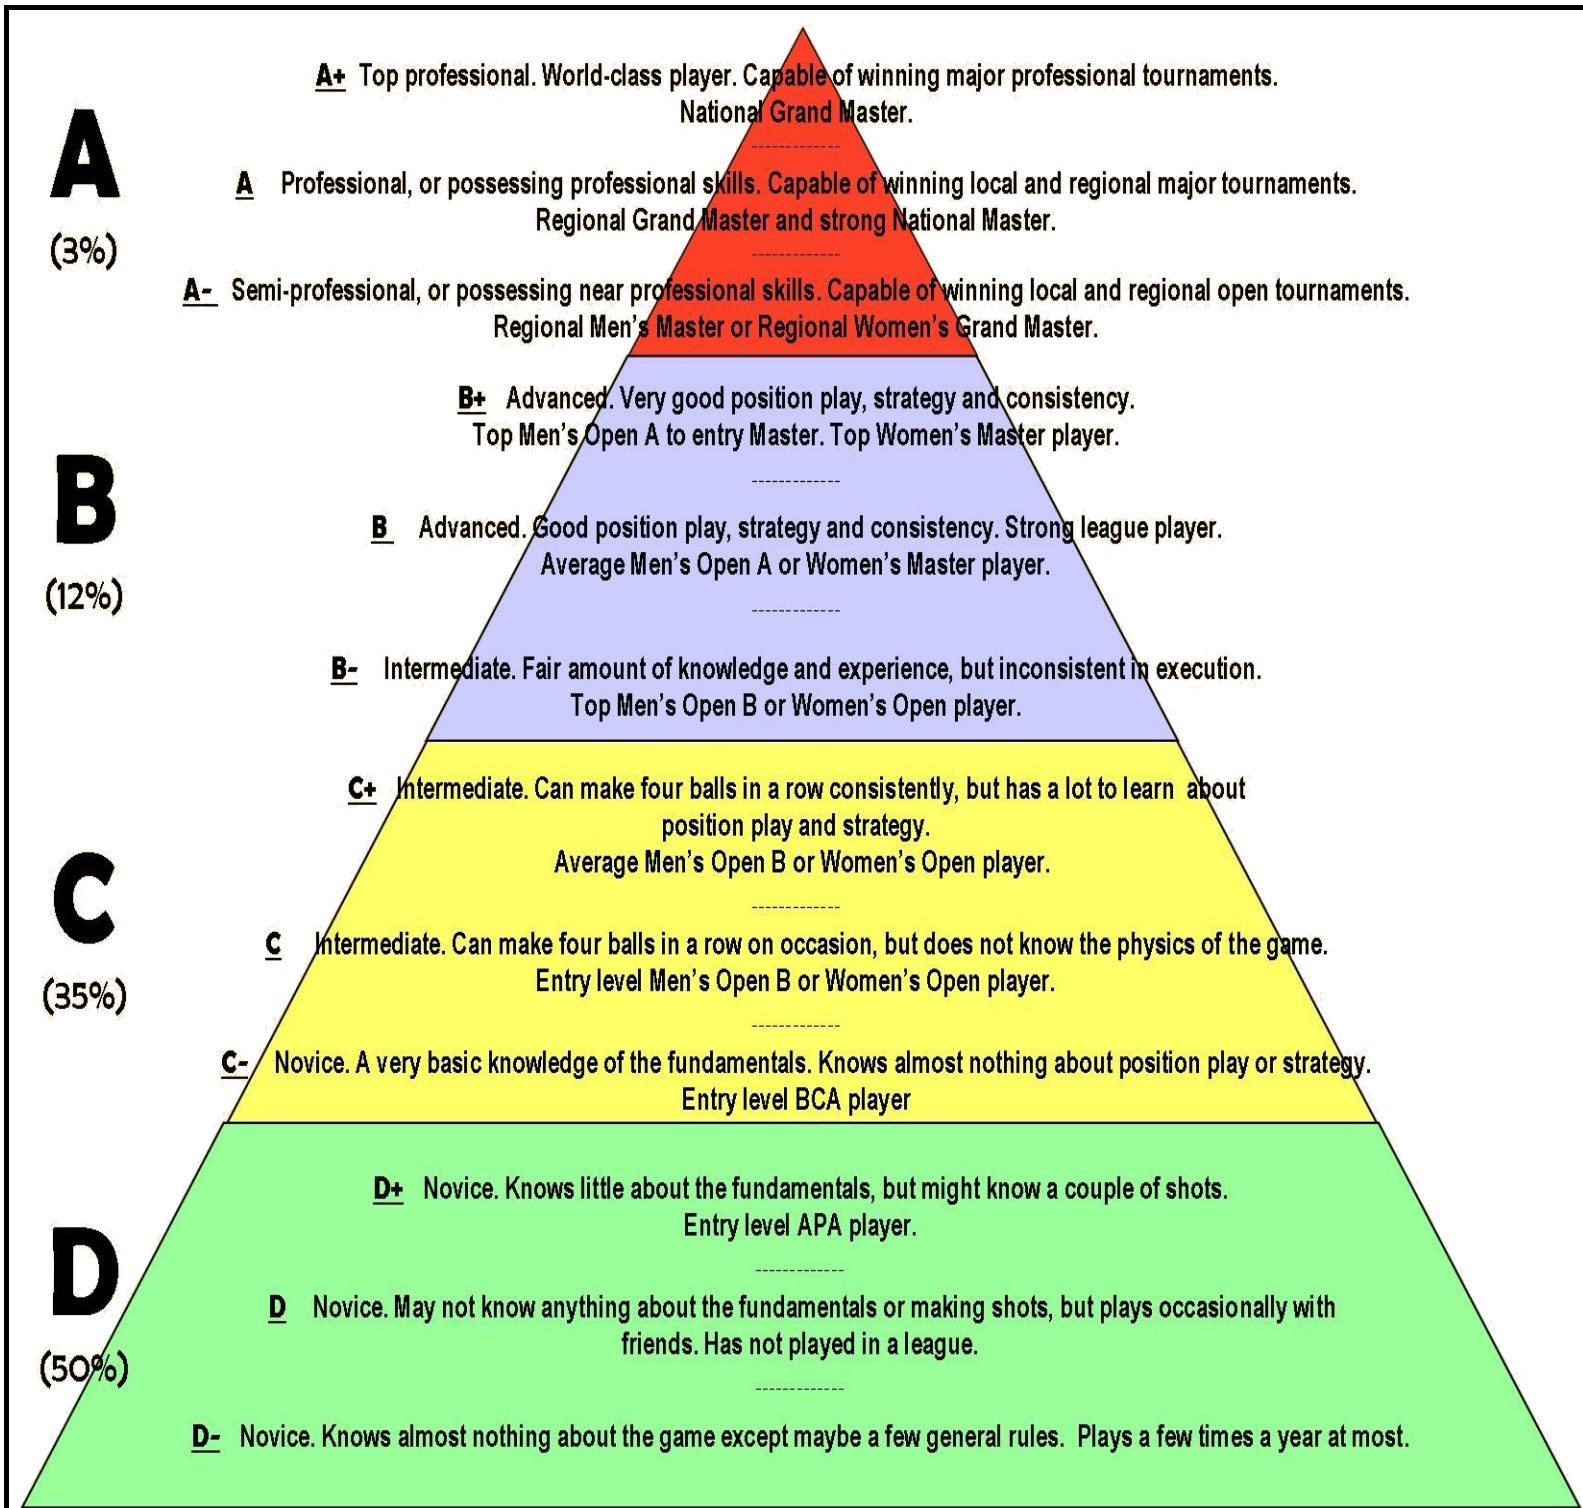 A+ Top professional. World-class player. Capable of winning major professional tournaments.
National Grand Master.
-------------
A
(3%)
A Professional, or possessing professional skills. Capable of winning local and regional major tournaments.
Regional Grand Master and strong National Master.
-------------
A- Semi-professional, or possessing near professional skills. Capable of winning local and regional open tournaments.
Regional Men's Master or Regional Women's Grand Master.
B+ Advanced. Very good position play, strategy and consistency.
Top Men's Open A to entry Master. Top Women's Master player.
-------------
B
(12%)
B Advanced. Good position play, strategy and consistency. Strong league player.
Average Men's Open A or Women's Master player.
-------------
B- Intermediate. Fair amount of knowledge and experience, but inconsistent in execution.
Top Men's Open B or Women's Open player.
C+ Intermediate. Can make four balls in a row consistently, but has a lot to learn about
position play and strategy.
Average Men's Open B or Women's Open player.
-------------
C
(35%)
C Intermediate. Can make four balls in a row on occasion, but does not know the physics of the game.
Entry level Men's Open B or Women's Open player.
-------------
C- Novice. A very basic knowledge of the fundamentals. Knows almost nothing about position play or strategy.
Entry level BCA player
D+ Novice. Knows little about the fundamentals, but might know a couple of shots.
Entry level APA player.
-------------
D
(50%)
D Novice. May not know anything about the fundamentals or making shots, but plays occasionally with
friends. Has not played in a league.
-------------
D- Novice. Knows almost nothing about the game except maybe a few general rules. Plays a few times a year at most.